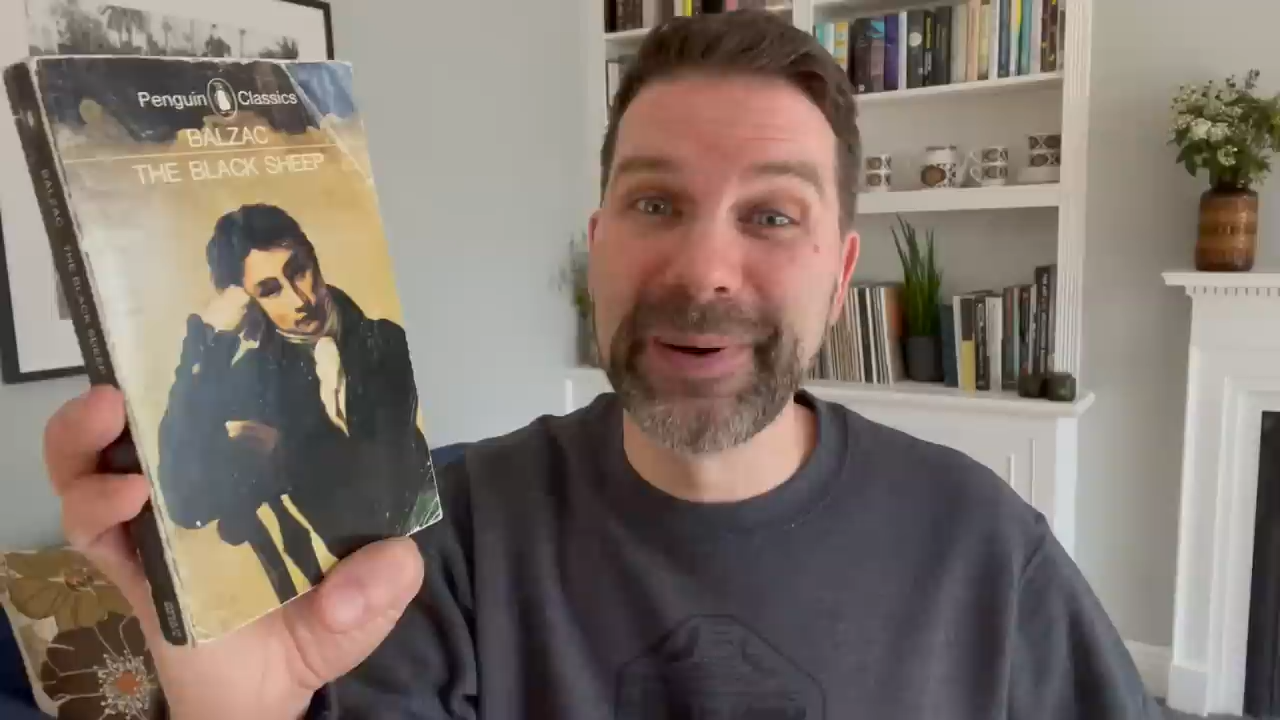 Penguin Classics
BALZAC
THE BLACK SHEEP
BALZAC THE BLACK SHEEP